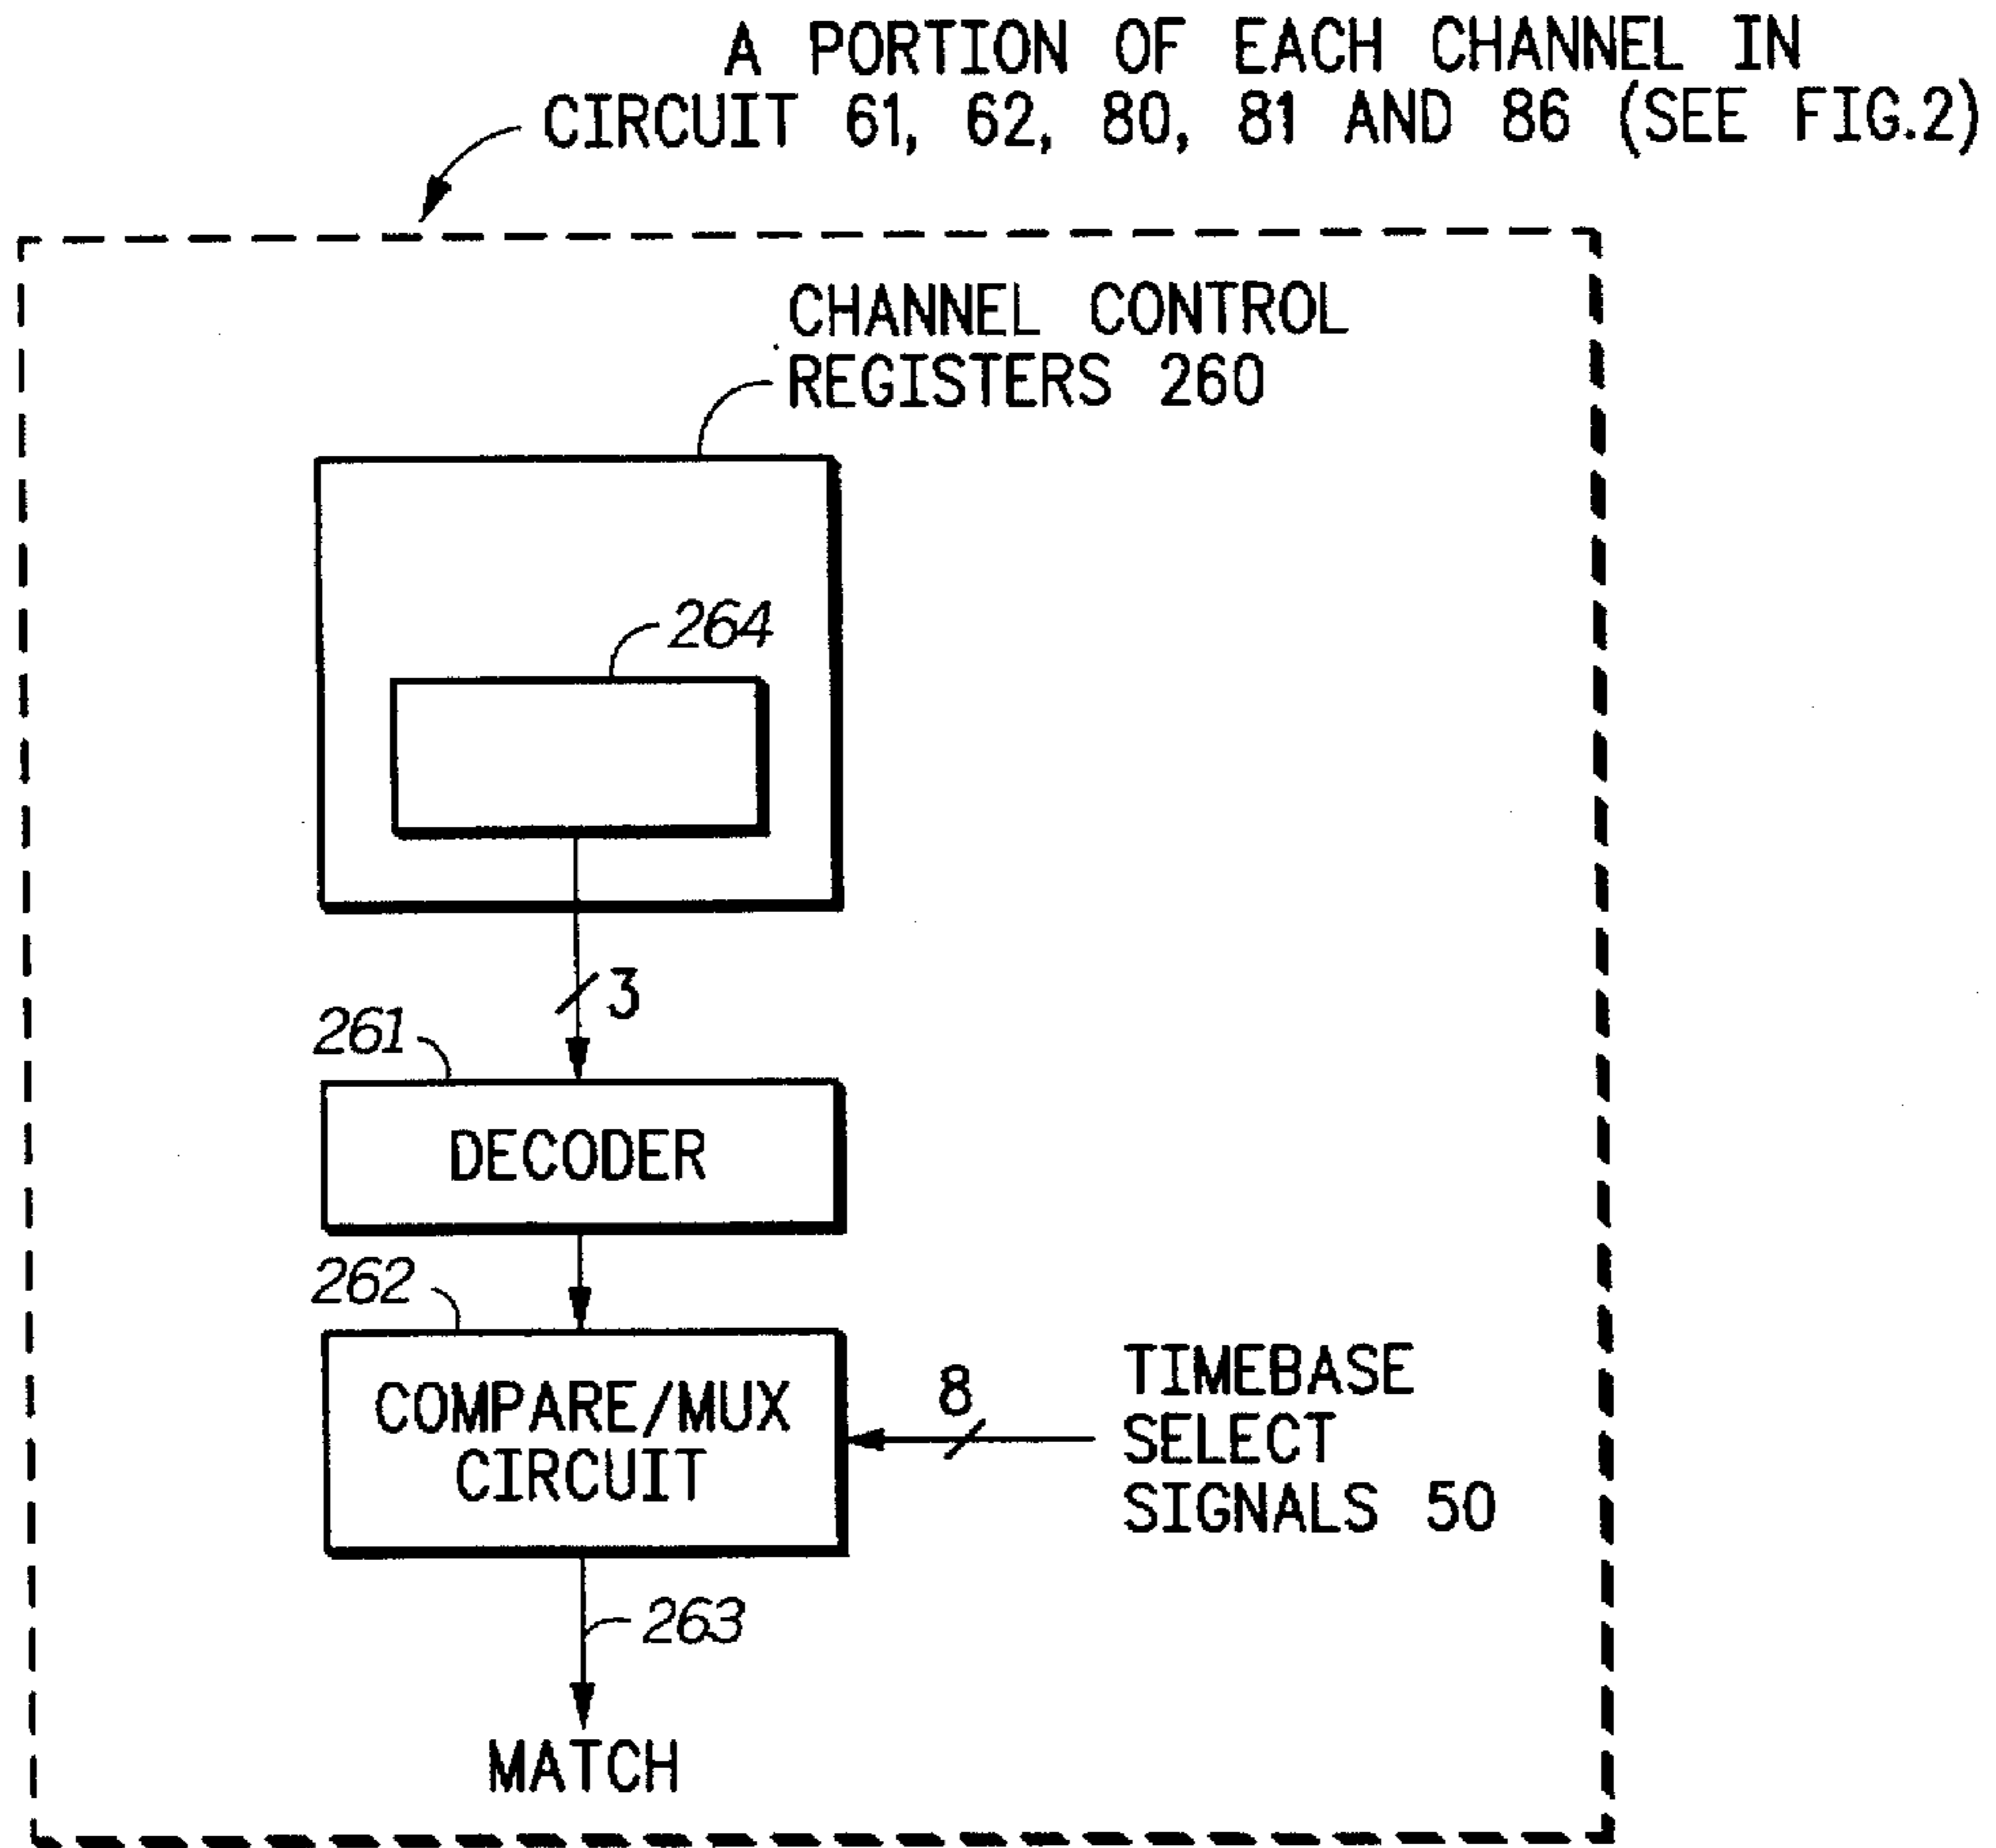 A PORTION OF EACH CHANNEL IN
CIRCUIT 61, 62, 80, 81 AND 86 (SEE FIG.2)
CHANNEL CONTROL
REGISTERS 260
264
3
261
DECODER
262
COMPARE/MUX
CIRCUIT
8
TIMEBASE
SELECT
SIGNALS 50
263
MATCH